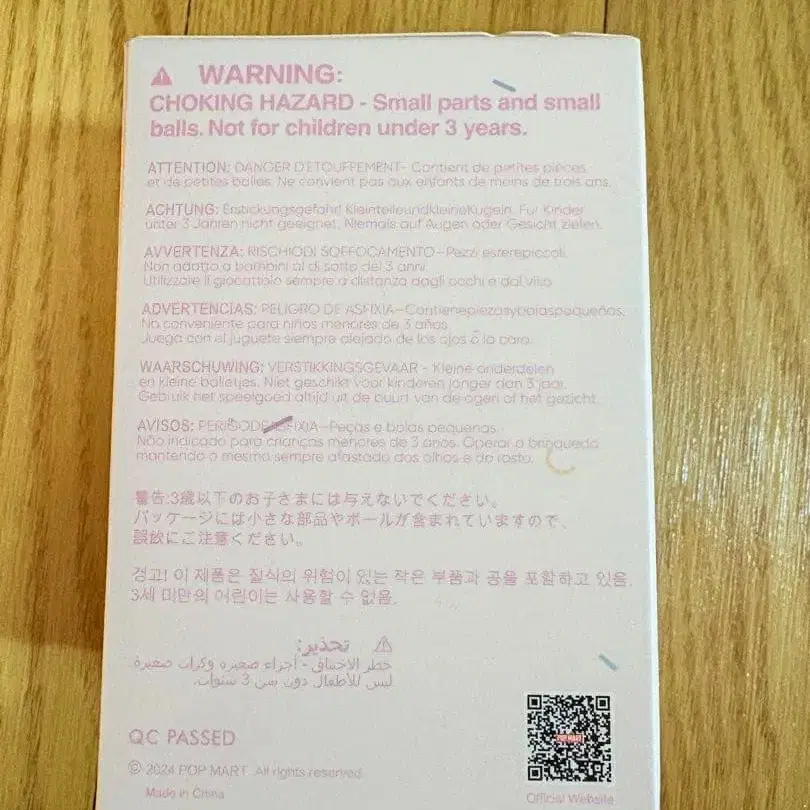 ⚠ WARNING:
CHOKING HAZARD - Small parts and small
balls. Not for children under 3 years.
ATTENTION: DANGER D'ETOUFFEMENT- Contient de petites pièces
et de petites balles. Ne convient pas aux enfants de moins de trois ans.
ACHTUNG: Erstickungsgefahr! KleinteileundkleineKugeln. Für Kinder
unter 3 Jahren nicht geeignet. Niemals auf Augen oder Gesicht zielen.
AVVERTENZA: RISCHIODI SOFFOCAMENTO-Pezzi esferepiccoli.
Non adatto a bambini al di sotto dei 3 anni.
Utilizzare il giocattolo sempre a distanza dagli occhi e dal viso.
ADVERTENCIAS: PELIGRO DE ASFIXIA-Contienepiezasybolaspequeñas.
No conveniente para niños menores de 3 años.
Juega con el juguete siempre alejado de los ojos o la cara.
WAARSCHUWING: VERSTIKKINGSGEVAAR - Kleine onderdelen
en kleine balletjes. Niet geschikt voor kinderen jonger dan 3 jaar.
Gebruik het speelgoed altijd uit de buurt van de ogen of het gezicht.
AVISOS: PERIGODEASFIXIA-Peças e bolas pequenas.
Não indicado para crianças menores de 3 anos. Operar o brinquedo
mantendo o mesmo sempre afastado dos olhos e do rosto.
警告:3歳以下のお子さまには与えないでください。
パッケージには小さな部品やボールが含まれていますので、
誤飲にご注意ください。
경고! 이 제품은 질식의 위험이 있는 작은 부품과 공을 포함하고 있음.
3세 미만의 어린이는 사용할 수 없음.
⚠ تحذير:
خطر الاختناق - أجزاء صغيرة وكرات صغيرة
ليس للأطفال دون سن 3 سنوات.
QC PASSED
© 2024 POP MART. All rights reserved.
Made in China
POP MART
Official Website